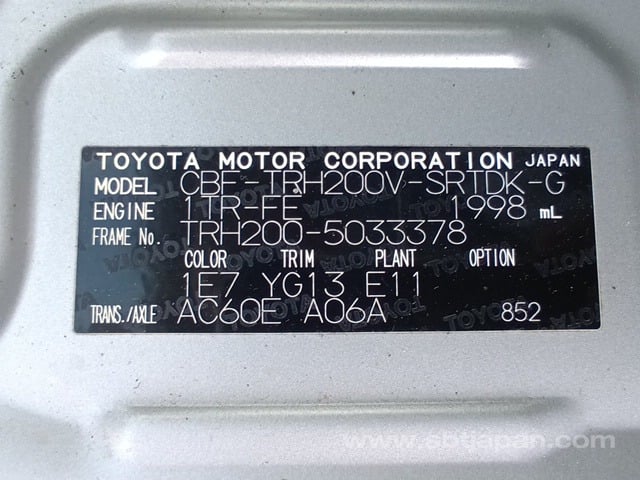 TOYOTA MOTOR CORPORATION JAPAN
MODEL CBF-TRH200V-SRTDK-G
ENGINE 1TR-FE 1998 mL
FRAME No. TRH200-5033378
COLOR TRIM PLANT OPTION
1E7 YG13 E11
TRANS./AXLE AC60E A06A 852
www.sbtjapan.com